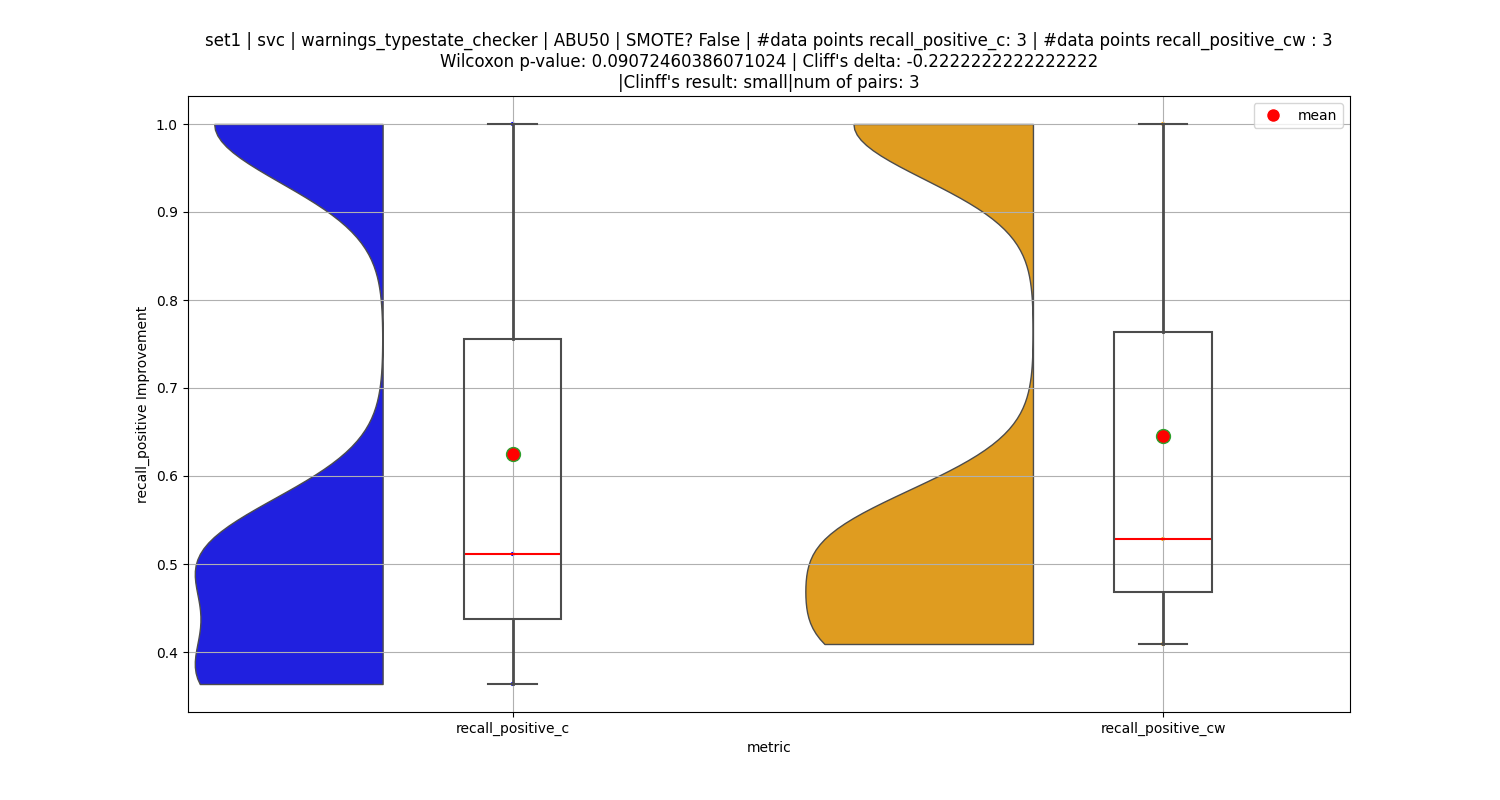 set1 | svc | warnings_typestate_checker | ABU50 | SMOTE? False | #data points recall_positive_c: 3 | #data points recall_positive_cw : 3
Wilcoxon p-value: 0.09072460386071024 | Cliff's delta: -0.2222222222222222
|Clinff's result: small|num of pairs: 3
mean
1.0
0.9
0.8
0.7
0.6
0.5
0.4
recall_positive Improvement
recall_positive_c
recall_positive_cw
metric